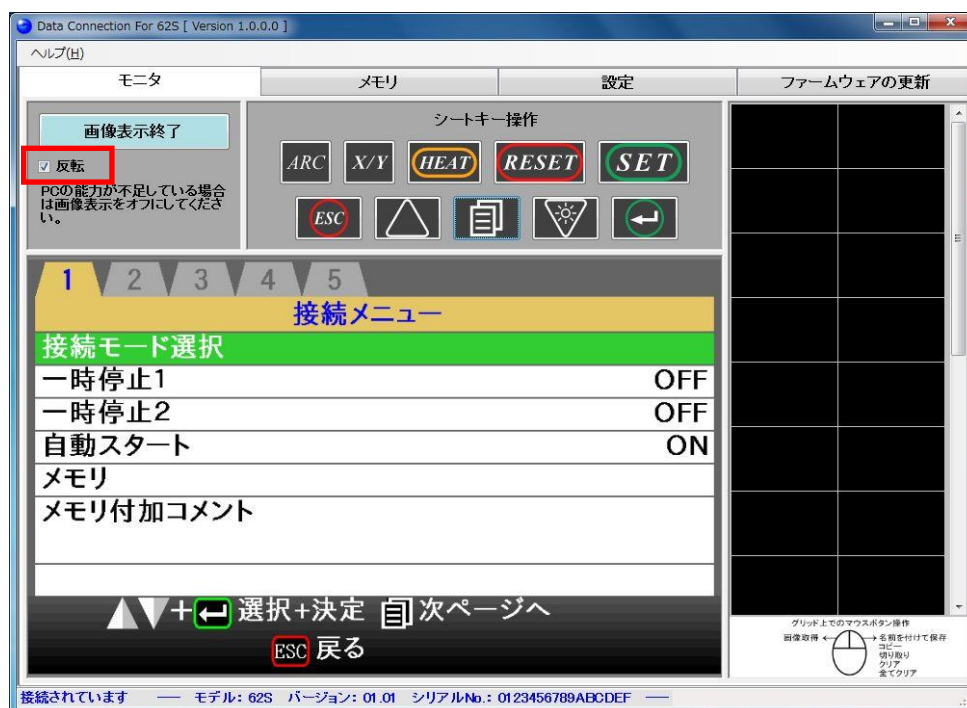 Data Connection For 62S [ Version 1.0.0.0 ]
ヘルプ(H)
モニタ メモリ 設定 ファームウェアの更新
画像表示終了
反転
PCの能力が不足している場合
は画像表示をオフにしてくださ
い。
シートキー操作
ARC X/Y HEAT RESET SET
ESC
1 2 3 4 5
接続メニュー
接続モード選択
一時停止1 OFF
一時停止2 OFF
自動スタート ON
メモリ
メモリ付加コメント
+ 選択+決定 次ページへ
ESC 戻る
グリッド上でのマウスボタン操作
画像取得 名前を付けて保存
コピー
切り取り
クリア
全てクリア
接続されています ── モデル: 62S バージョン: 01.01 シリアルNo.: 0123456789ABCDEF ──